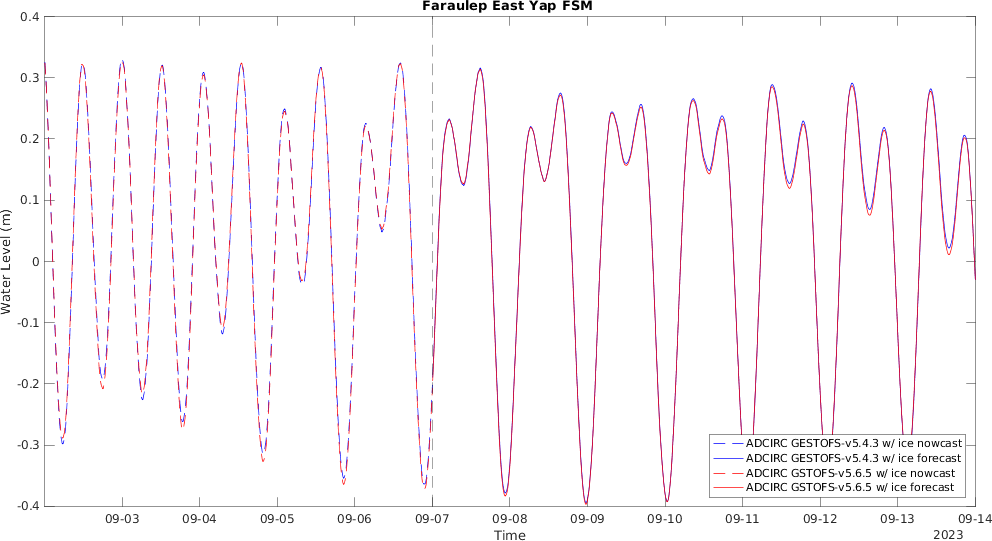 Faraulep East Yap FSM
Water Level (m)
0.4
0.3
0.2
0.1
0
-0.1
-0.2
-0.3
-0.4
ADCIRC GESTOFS-v5.4.3 w/ ice nowcast
ADCIRC GESTOFS-v5.4.3 w/ ice forecast
ADCIRC GSTOFS-v5.6.5 w/ ice nowcast
ADCIRC GSTOFS-v5.6.5 w/ ice forecast
09-03 09-04 09-05 09-06 09-07 09-08 09-09 09-10 09-11 09-12 09-13 09-14
Time
2023